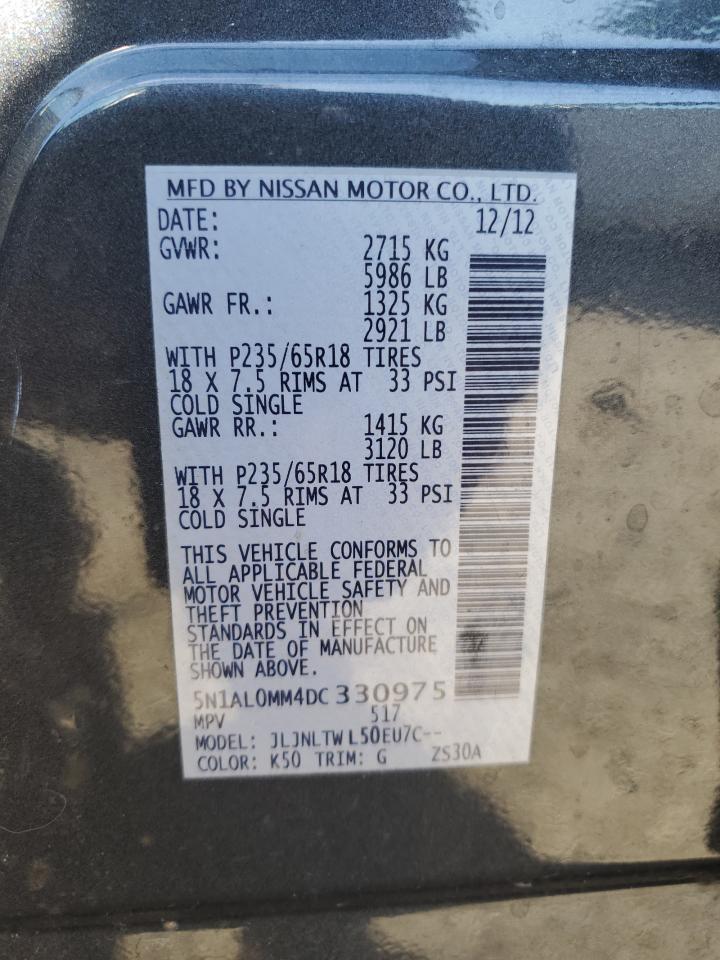 MFD BY NISSAN MOTOR CO., LTD.
DATE: 12/12
GVWR: 2715 KG
5986 LB
GAWR FR.: 1325 KG
2921 LB
WITH P235/65R18 TIRES
18 X 7.5 RIMS AT 33 PSI
COLD SINGLE
GAWR RR.: 1415 KG
3120 LB
WITH P235/65R18 TIRES
18 X 7.5 RIMS AT 33 PSI
COLD SINGLE
THIS VEHICLE CONFORMS TO
ALL APPLICABLE FEDERAL
MOTOR VEHICLE SAFETY AND
THEFT PREVENTION
STANDARDS IN EFFECT ON
THE DATE OF MANUFACTURE
SHOWN ABOVE.
5N1AL0MM4DC 330975
MPV 517
MODEL: JLJNLTW L50EU7C--
COLOR: K50 TRIM: G ZS30A